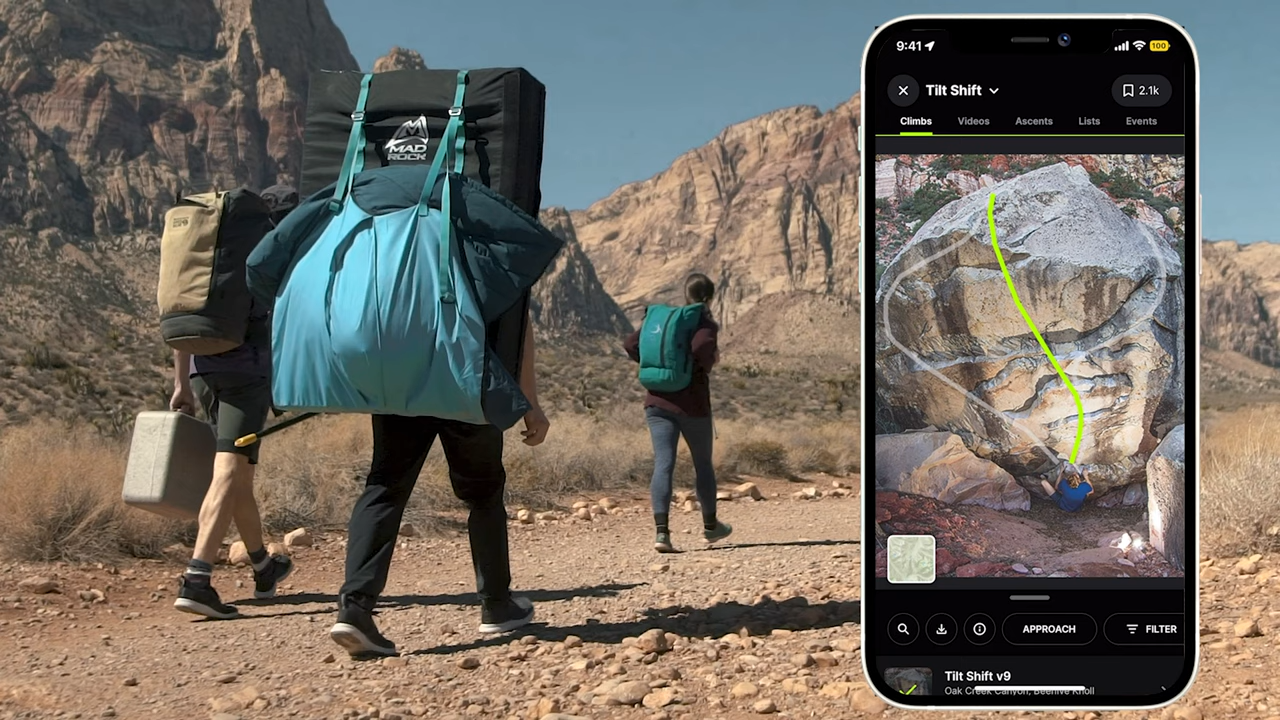 MAD
ROCK
9:41
100
Tilt Shift
2.1k
Climbs Videos Ascents Lists Events
APPROACH
FILTER
Tilt Shift v9
Oak Creek Canyon, Beehive Knoll